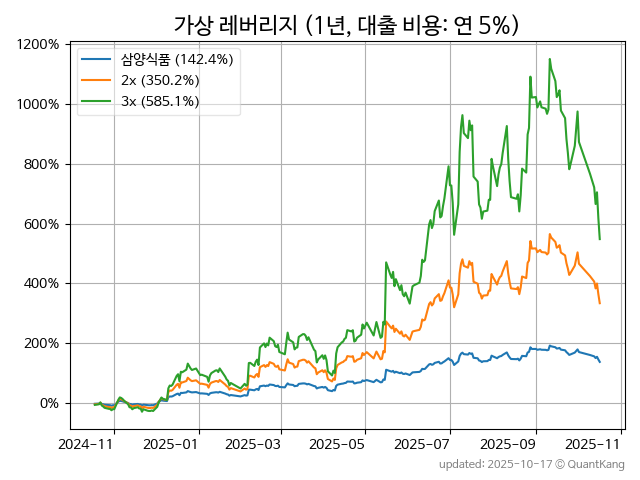 가상 레버리지 (1년, 대출 비용: 연 5%)
1200%
1000%
800%
600%
400%
200%
0%
삼양식품 (142.4%)
2x (350.2%)
3x (585.1%)
2024-11
2025-01
2025-03
2025-05
2025-07
2025-09
2025-11
updated: 2025-10-17 © QuantKang